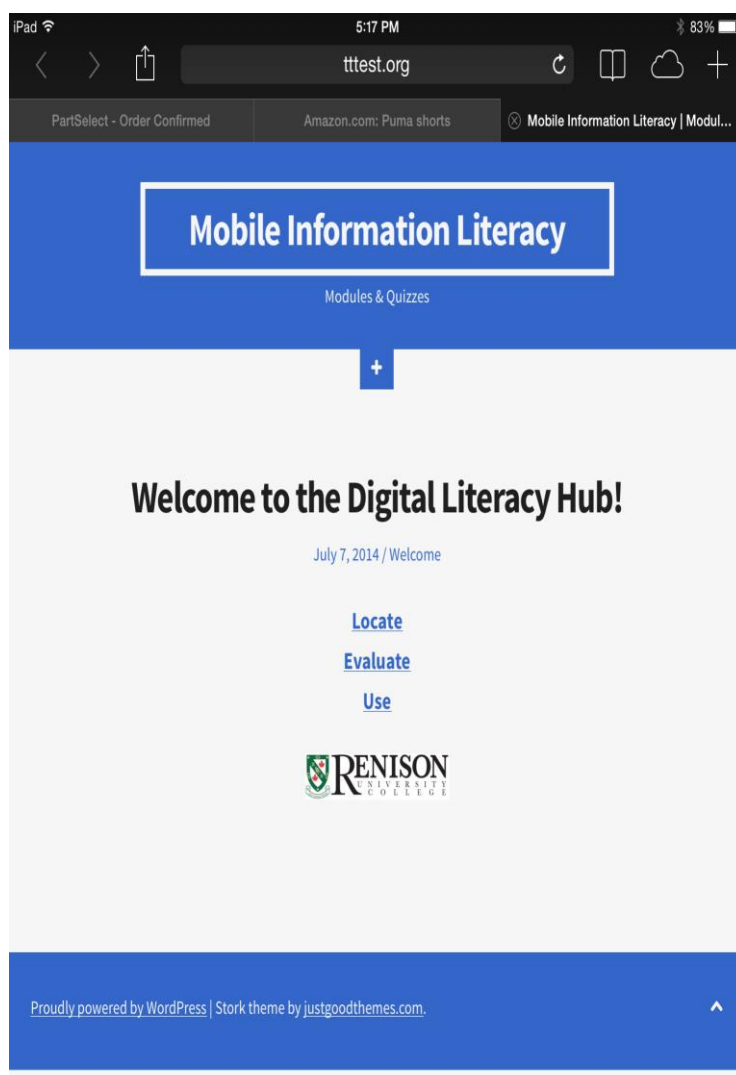 iPad 5:17 PM 83%
tttest.org
PartSelect - Order Confirmed Amazon.com: Puma shorts Mobile Information Literacy | Modul...
Mobile Information Literacy
Modules & Quizzes
+
Welcome to the Digital Literacy Hub!
July 7, 2014 / Welcome
Locate
Evaluate
Use
RENISON
UNIVERSITY
COLLEGE
Proudly powered by WordPress | Stork theme by justgoodthemes.com.